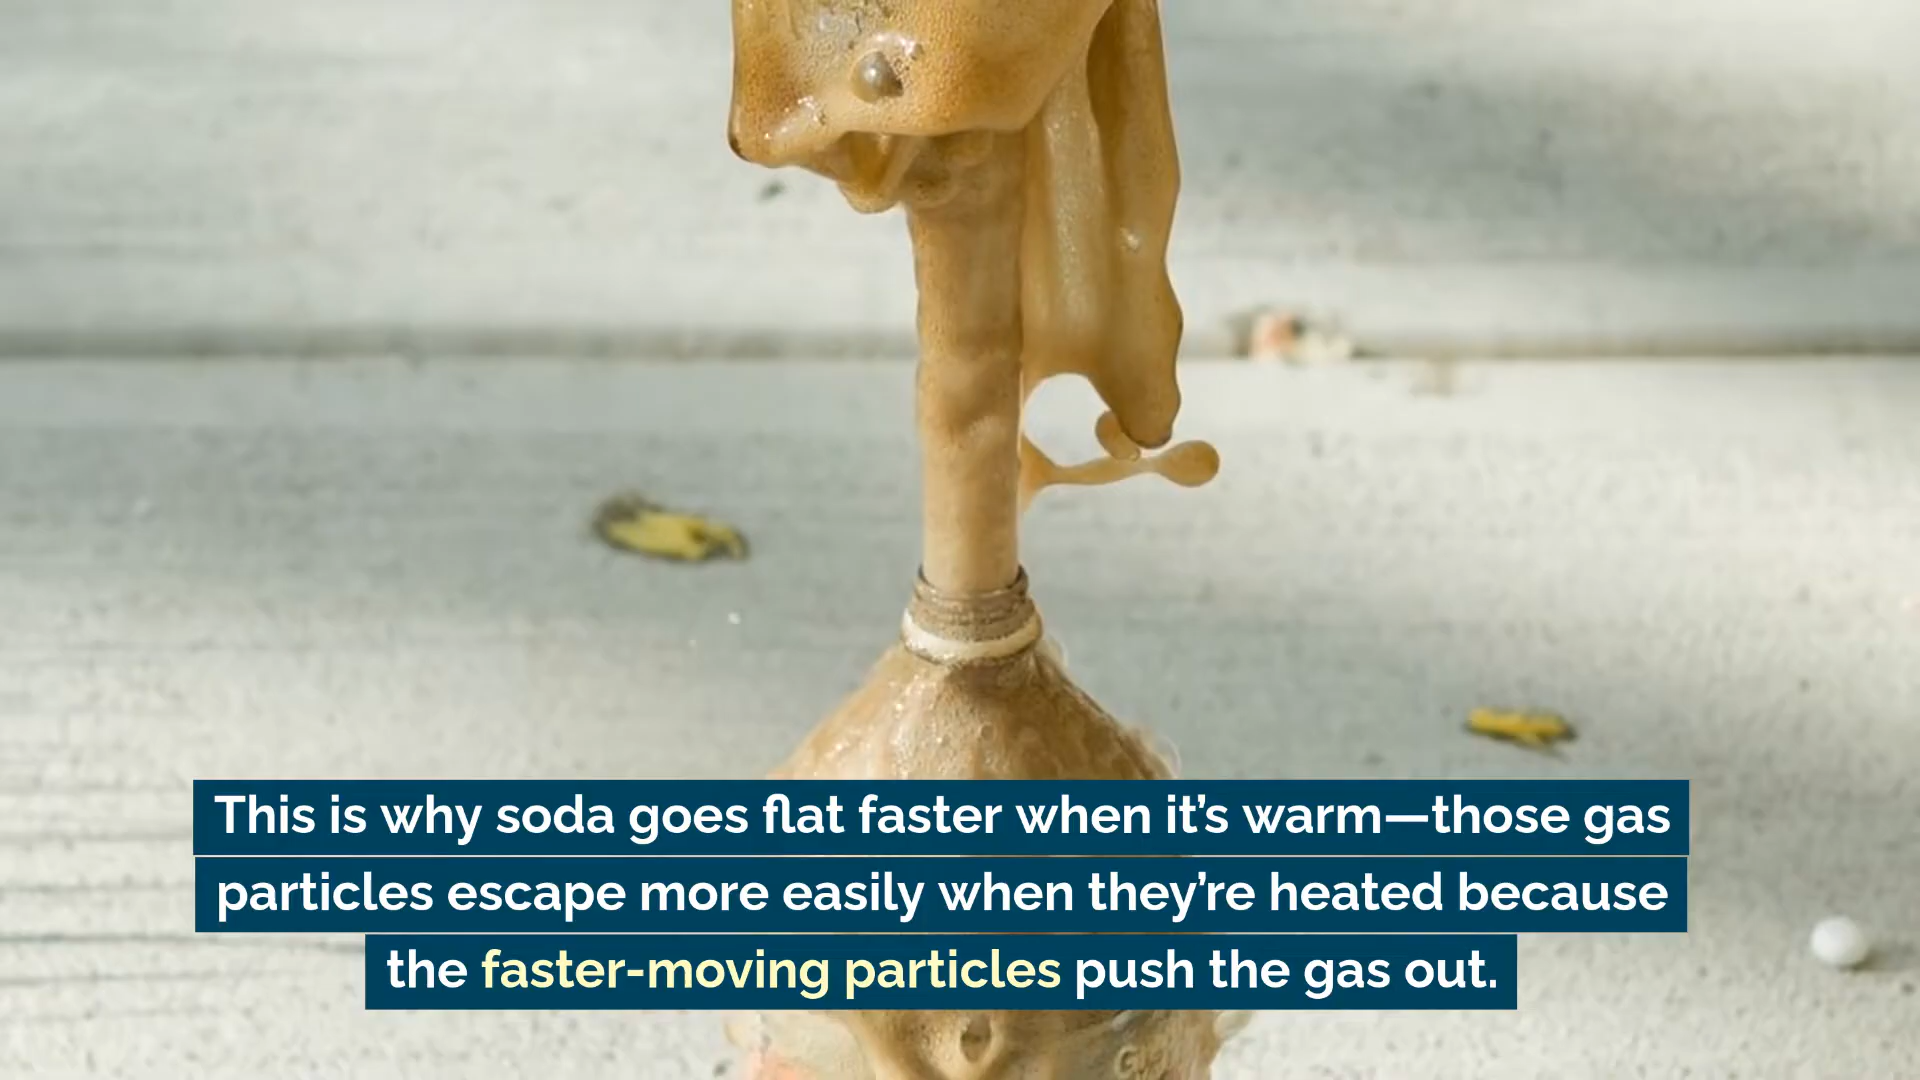 This is why soda goes flat faster when it’s warm—those gas
particles escape more easily when they’re heated because
the faster-moving particles push the gas out.